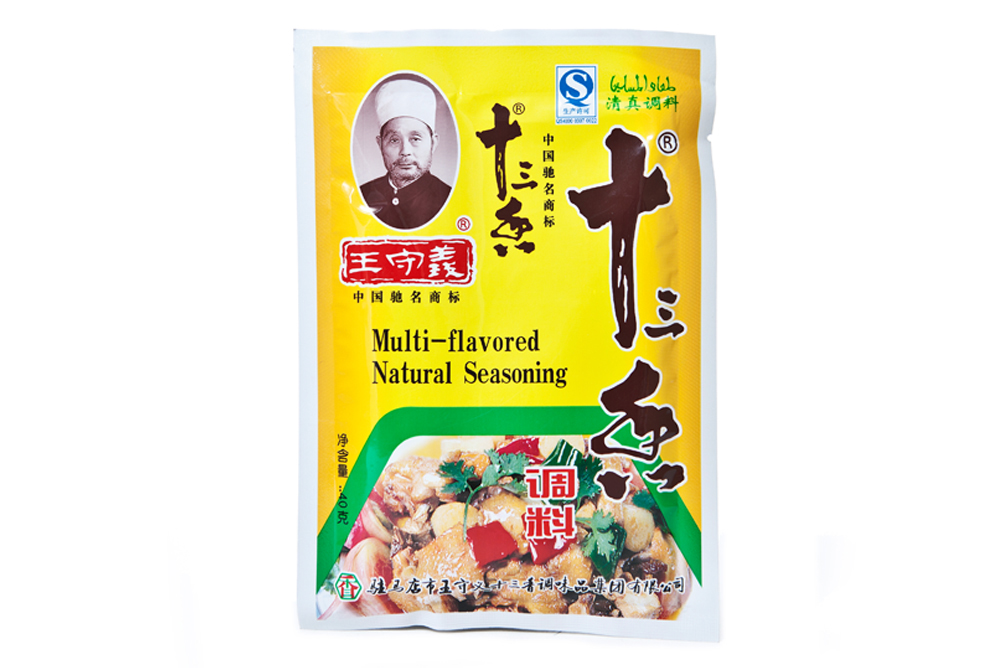 生产许可
清真调料
®
十三香
中国驰名商标
®
十三香
®
王守義
中国驰名商标
Multi-flavored
Natural Seasoning
净含量:40克
调料
驻马店市王守义十三香调味品集团有限公司